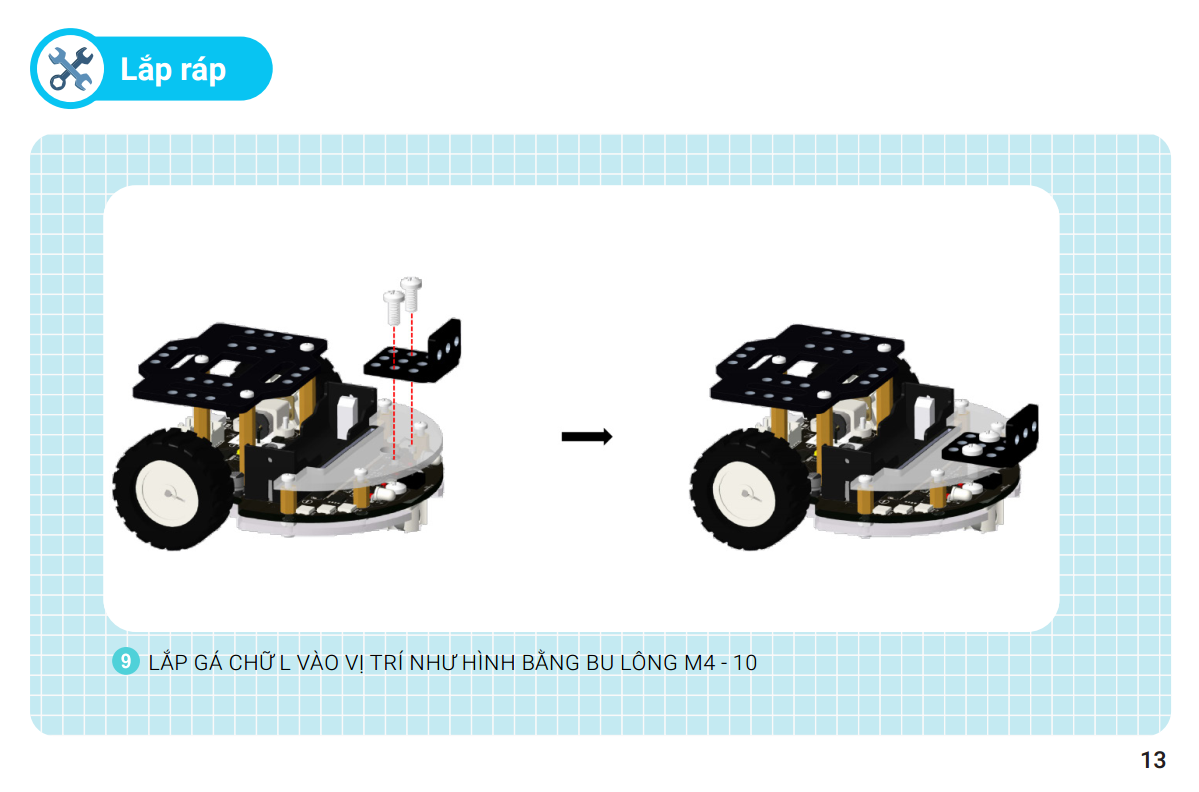 Lắp ráp
9 LẮP GÁ CHỮ L VÀO VỊ TRÍ NHƯ HÌNH BẰNG BU LÔNG M4 - 10
13